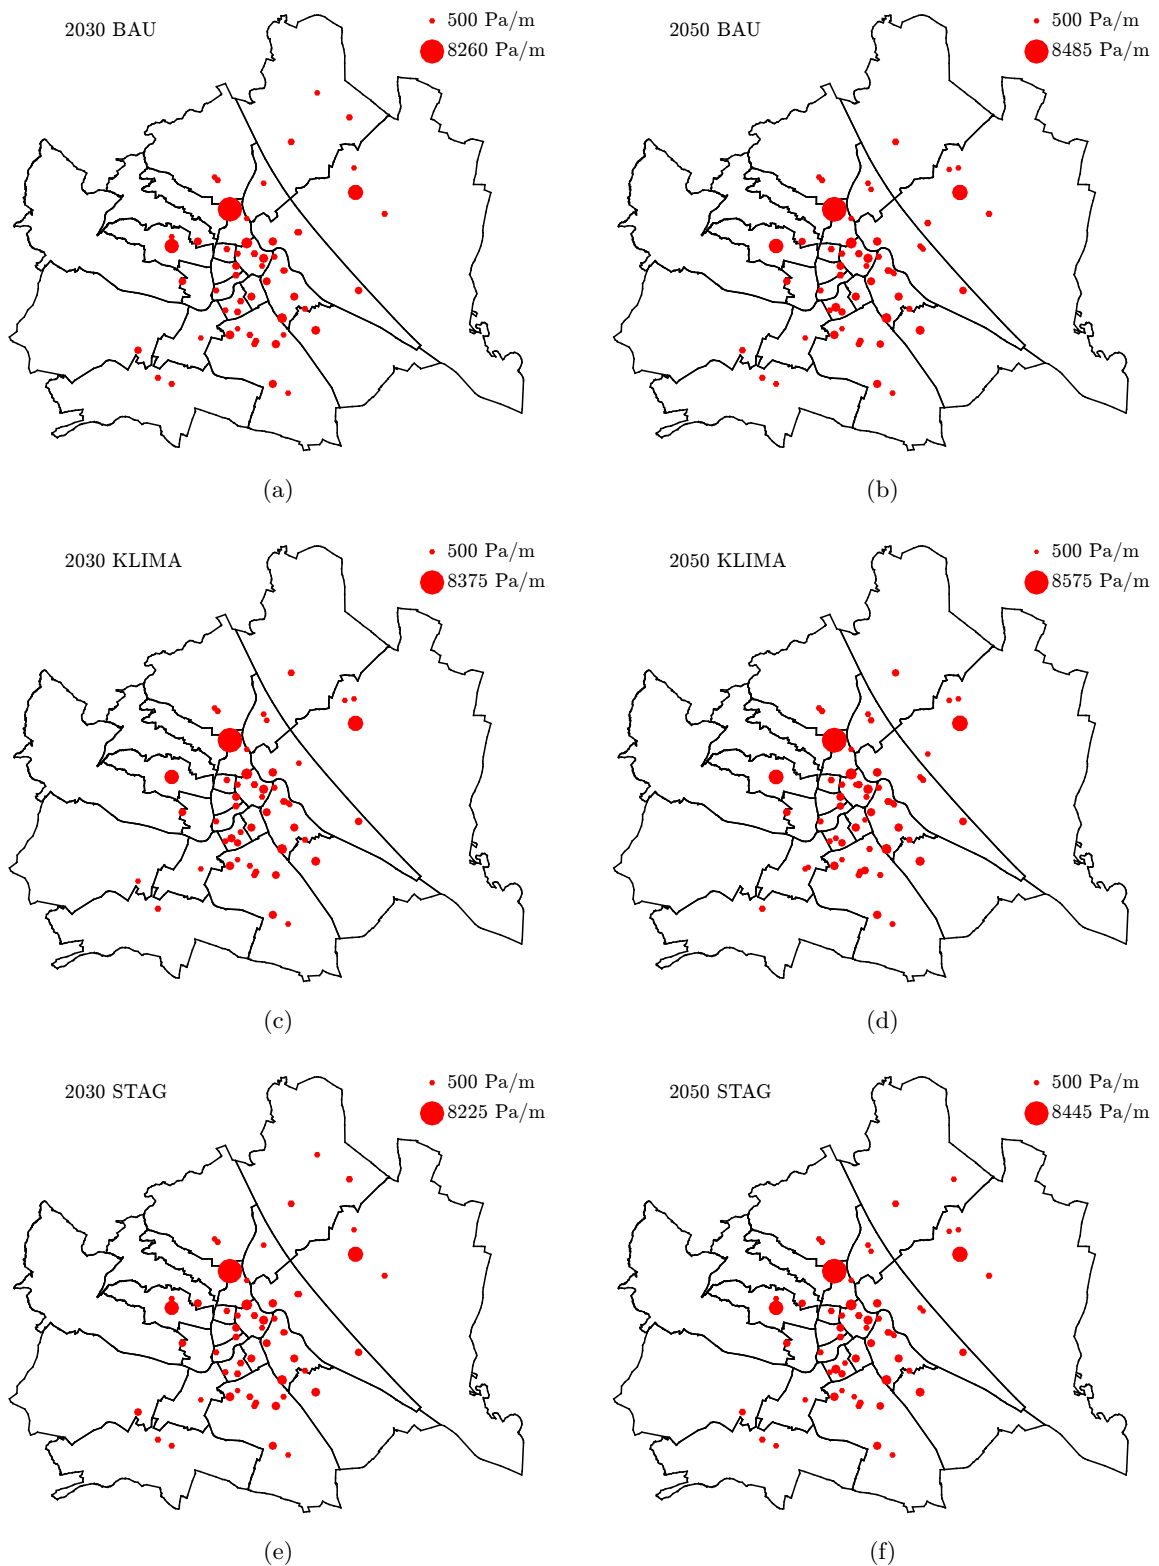 2030 BAU
500 Pa/m
8260 Pa/m
(a)
2050 BAU
500 Pa/m
8485 Pa/m
(b)
2030 KLIMA
500 Pa/m
8375 Pa/m
(c)
2050 KLIMA
500 Pa/m
8575 Pa/m
(d)
2030 STAG
500 Pa/m
8225 Pa/m
(e)
2050 STAG
500 Pa/m
8445 Pa/m
(f)